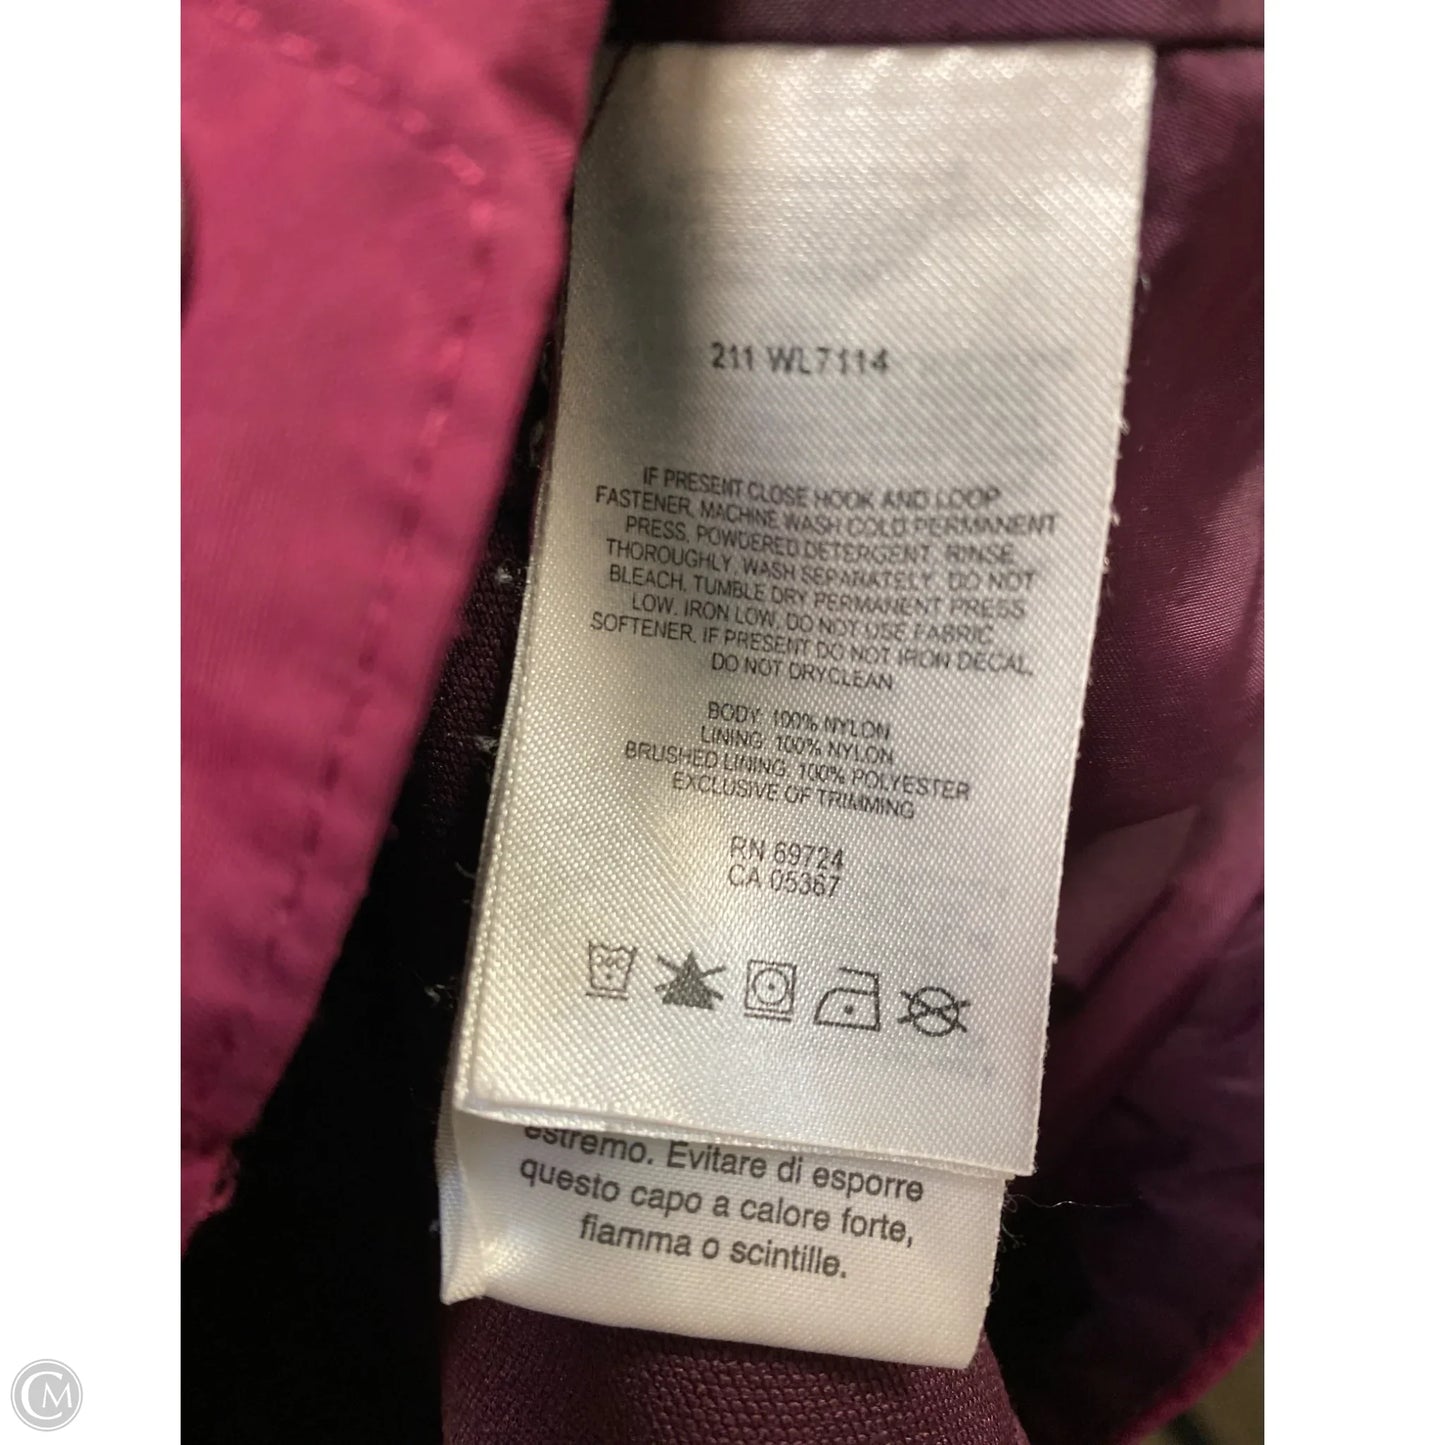 211 WL7114
IF PRESENT CLOSE HOOK AND LOOP
FASTENER, MACHINE WASH COLD PERMANENT
PRESS, POWDERED DETERGENT, RINSE
THOROUGHLY, WASH SEPARATELY, DO NOT
BLEACH, TUMBLE DRY PERMANENT PRESS
LOW, IRON LOW, DO NOT USE FABRIC
SOFTENER, IF PRESENT DO NOT IRON DECAL,
DO NOT DRYCLEAN
BODY: 100% NYLON
LINING: 100% NYLON
BRUSHED LINING: 100% POLYESTER
EXCLUSIVE OF TRIMMING
RN 69724
CA 05367
estremo. Evitare di esporre
questo capo a calore forte,
fiamma o scintille.
CM